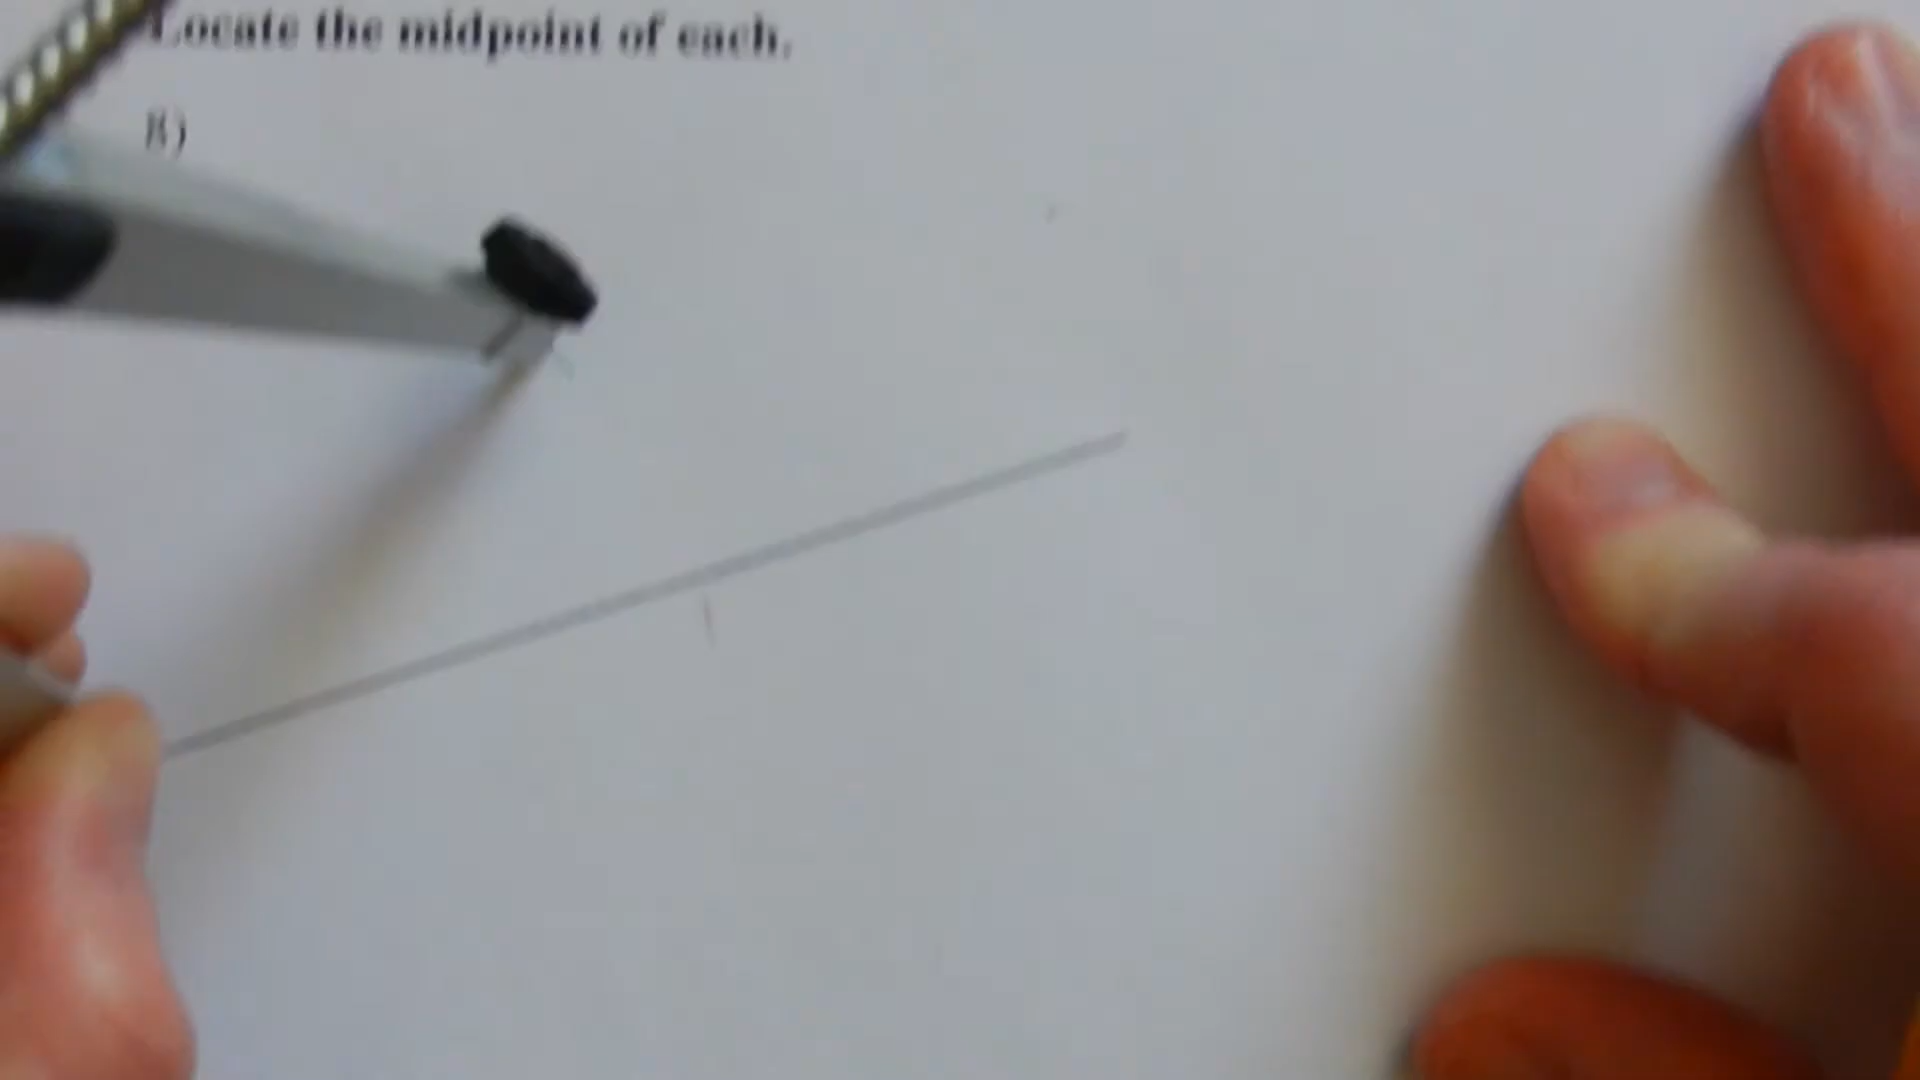 Locate the midpoint of each.
8)